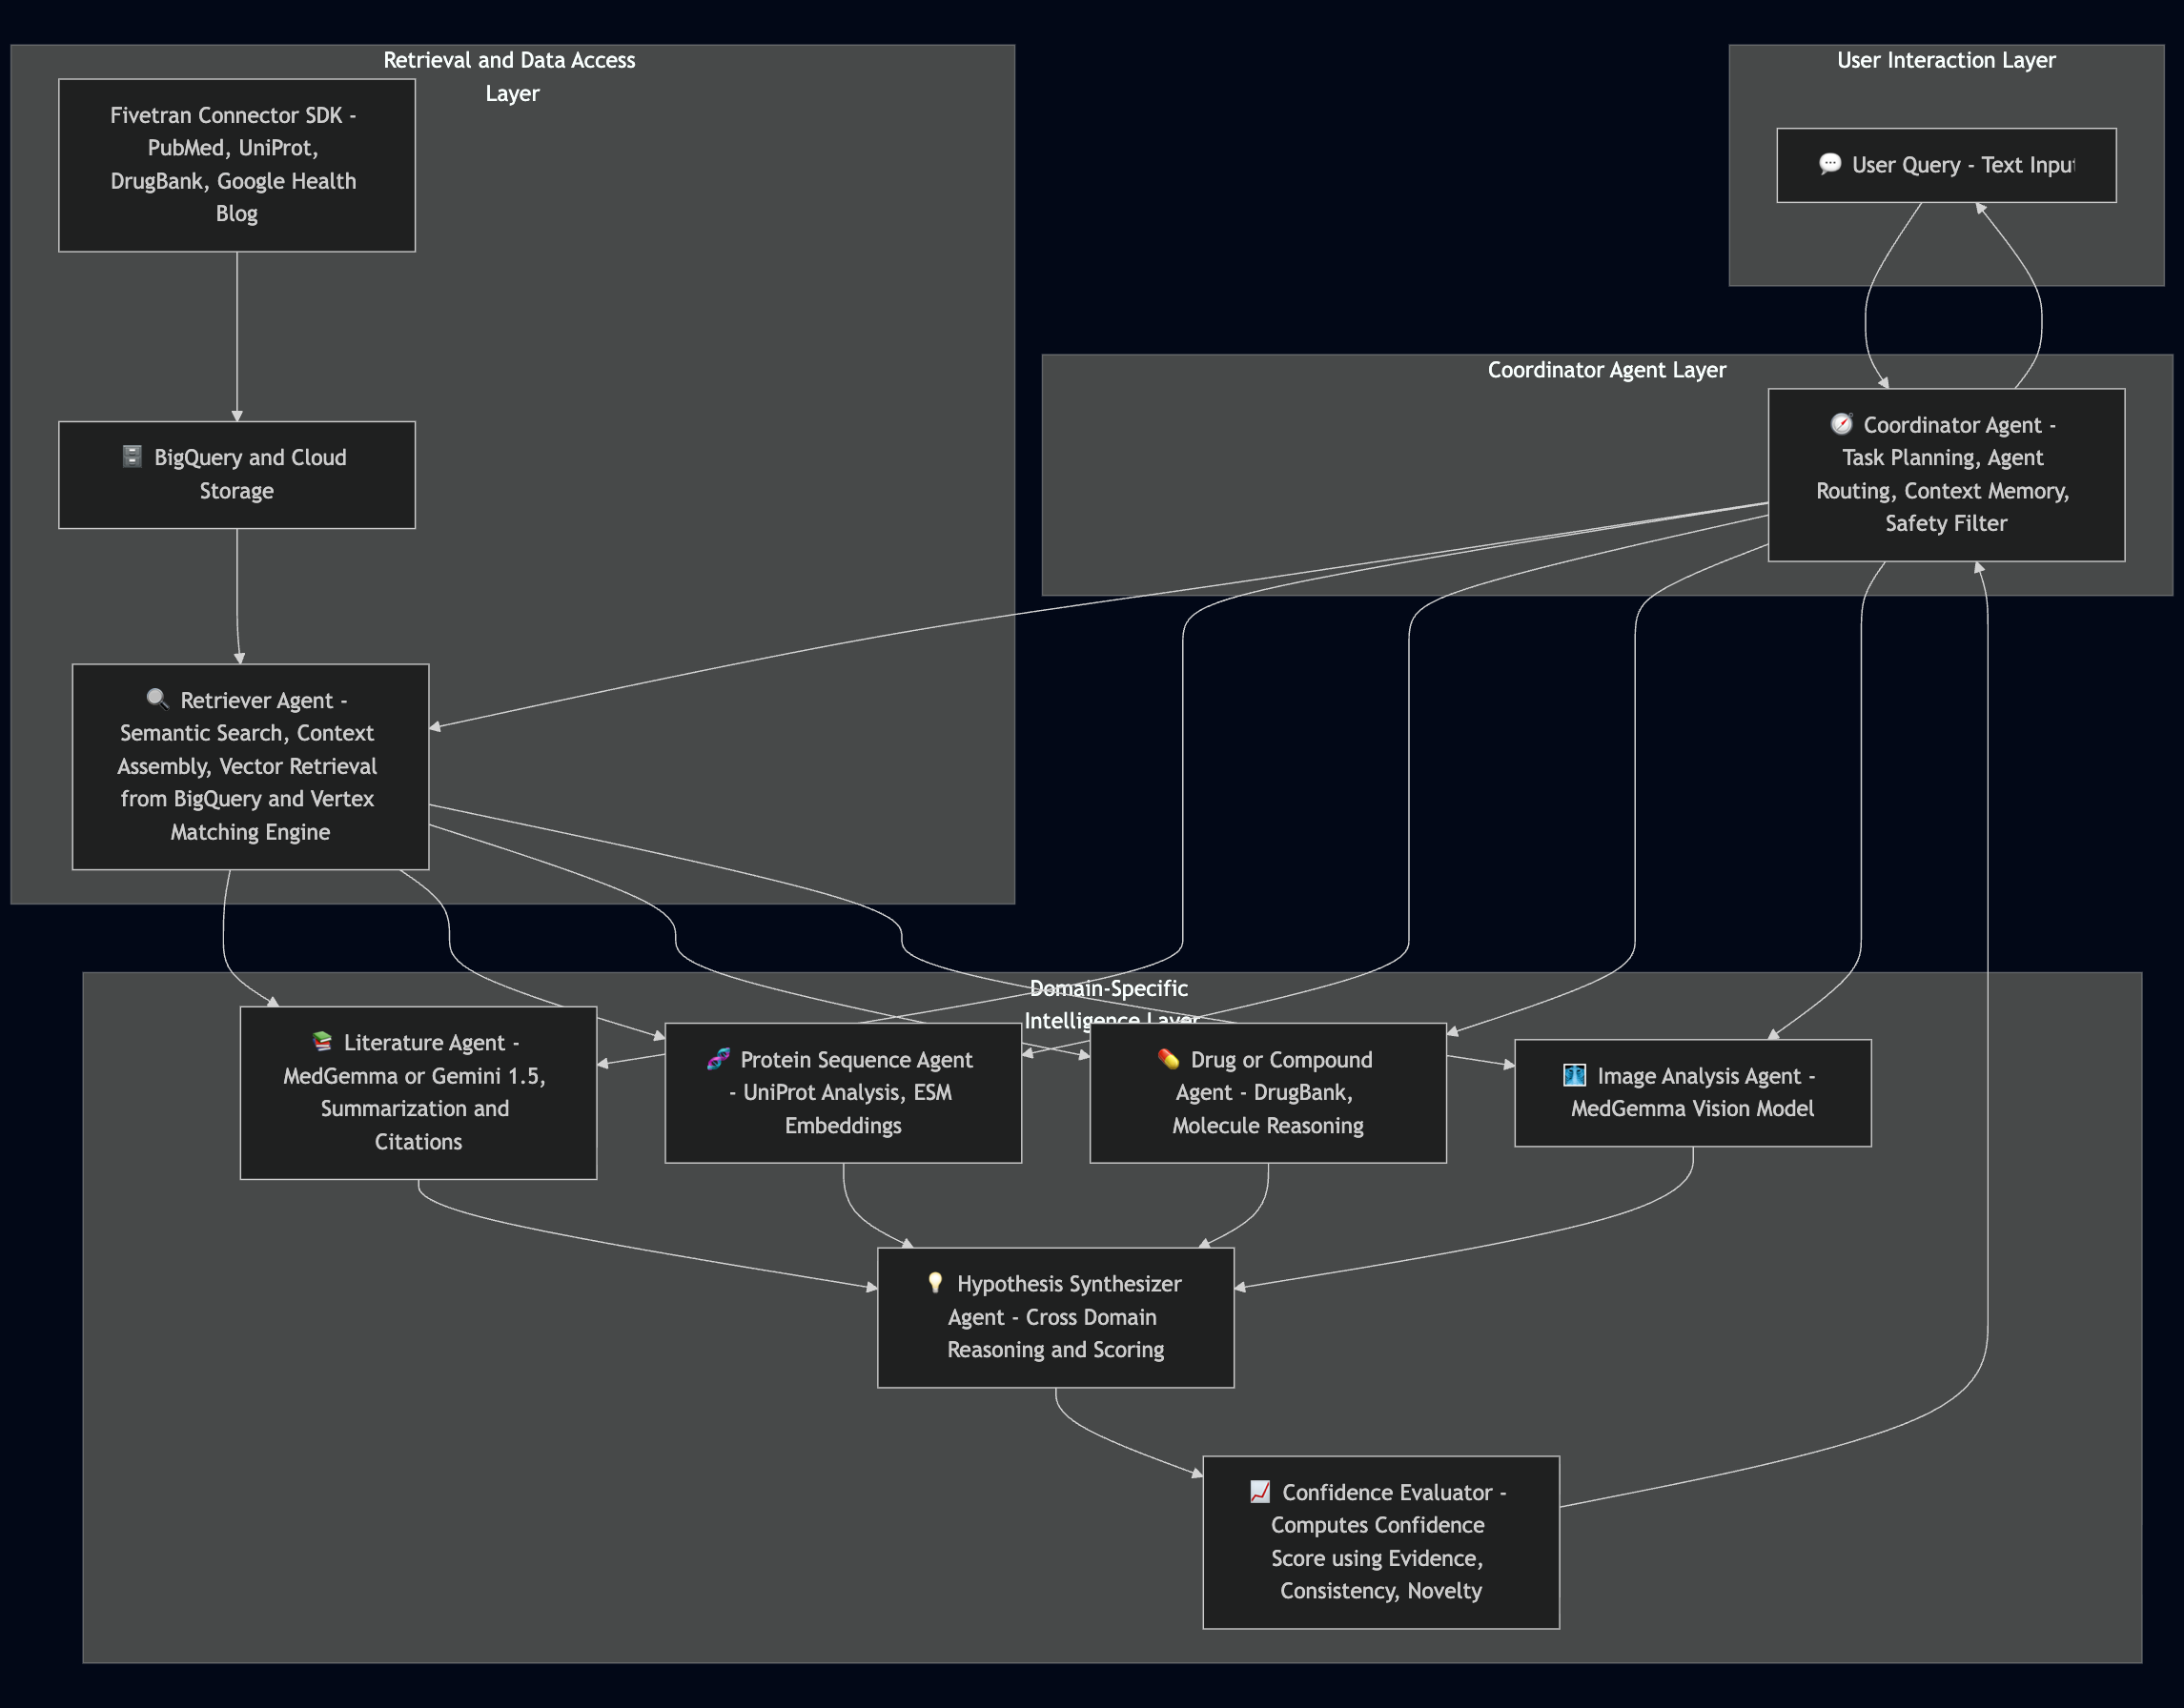 Retrieval and Data Access
Layer
Fivetran Connector SDK -
PubMed, UniProt,
DrugBank, Google Health
Blog
BigQuery and Cloud
Storage
Retriever Agent -
Semantic Search, Context
Assembly, Vector Retrieval
from BigQuery and Vertex
Matching Engine
User Interaction Layer
User Query - Text Input
Coordinator Agent Layer
Coordinator Agent -
Task Planning, Agent
Routing, Context Memory,
Safety Filter
Domain-Specific
Intelligence Layer
Literature Agent -
MedGemma or Gemini 1.5,
Summarization and
Citations
Protein Sequence Agent
- UniProt Analysis, ESM
Embeddings
Drug or Compound
Agent - DrugBank,
Molecule Reasoning
Image Analysis Agent -
MedGemma Vision Model
Hypothesis Synthesizer
Agent - Cross Domain
Reasoning and Scoring
Confidence Evaluator -
Computes Confidence
Score using Evidence,
Consistency, Novelty